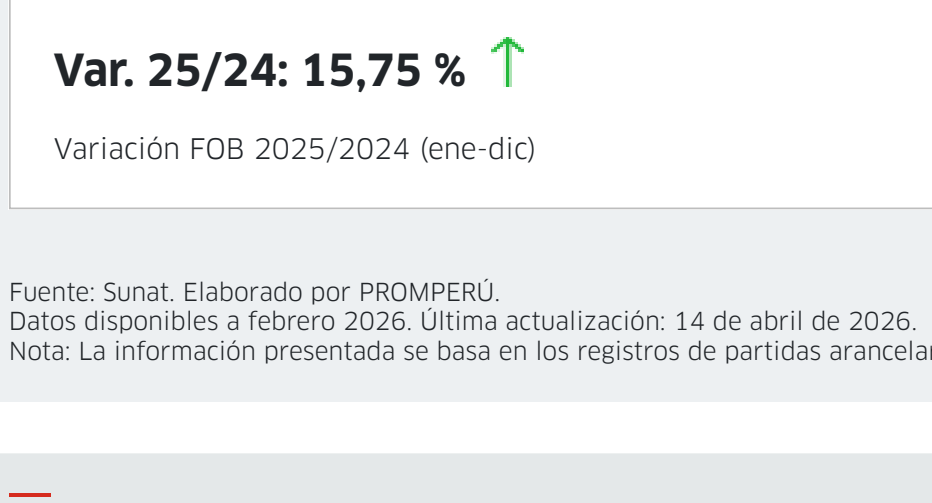 Var. 25/24: 15,75 %
Variación FOB 2025/2024 (ene-dic)
Fuente: Sunat. Elaborado por PROMPERÚ.
Datos disponibles a febrero 2026. Última actualización: 14 de abril de 2026.
Nota: La información presentada se basa en los registros de partidas